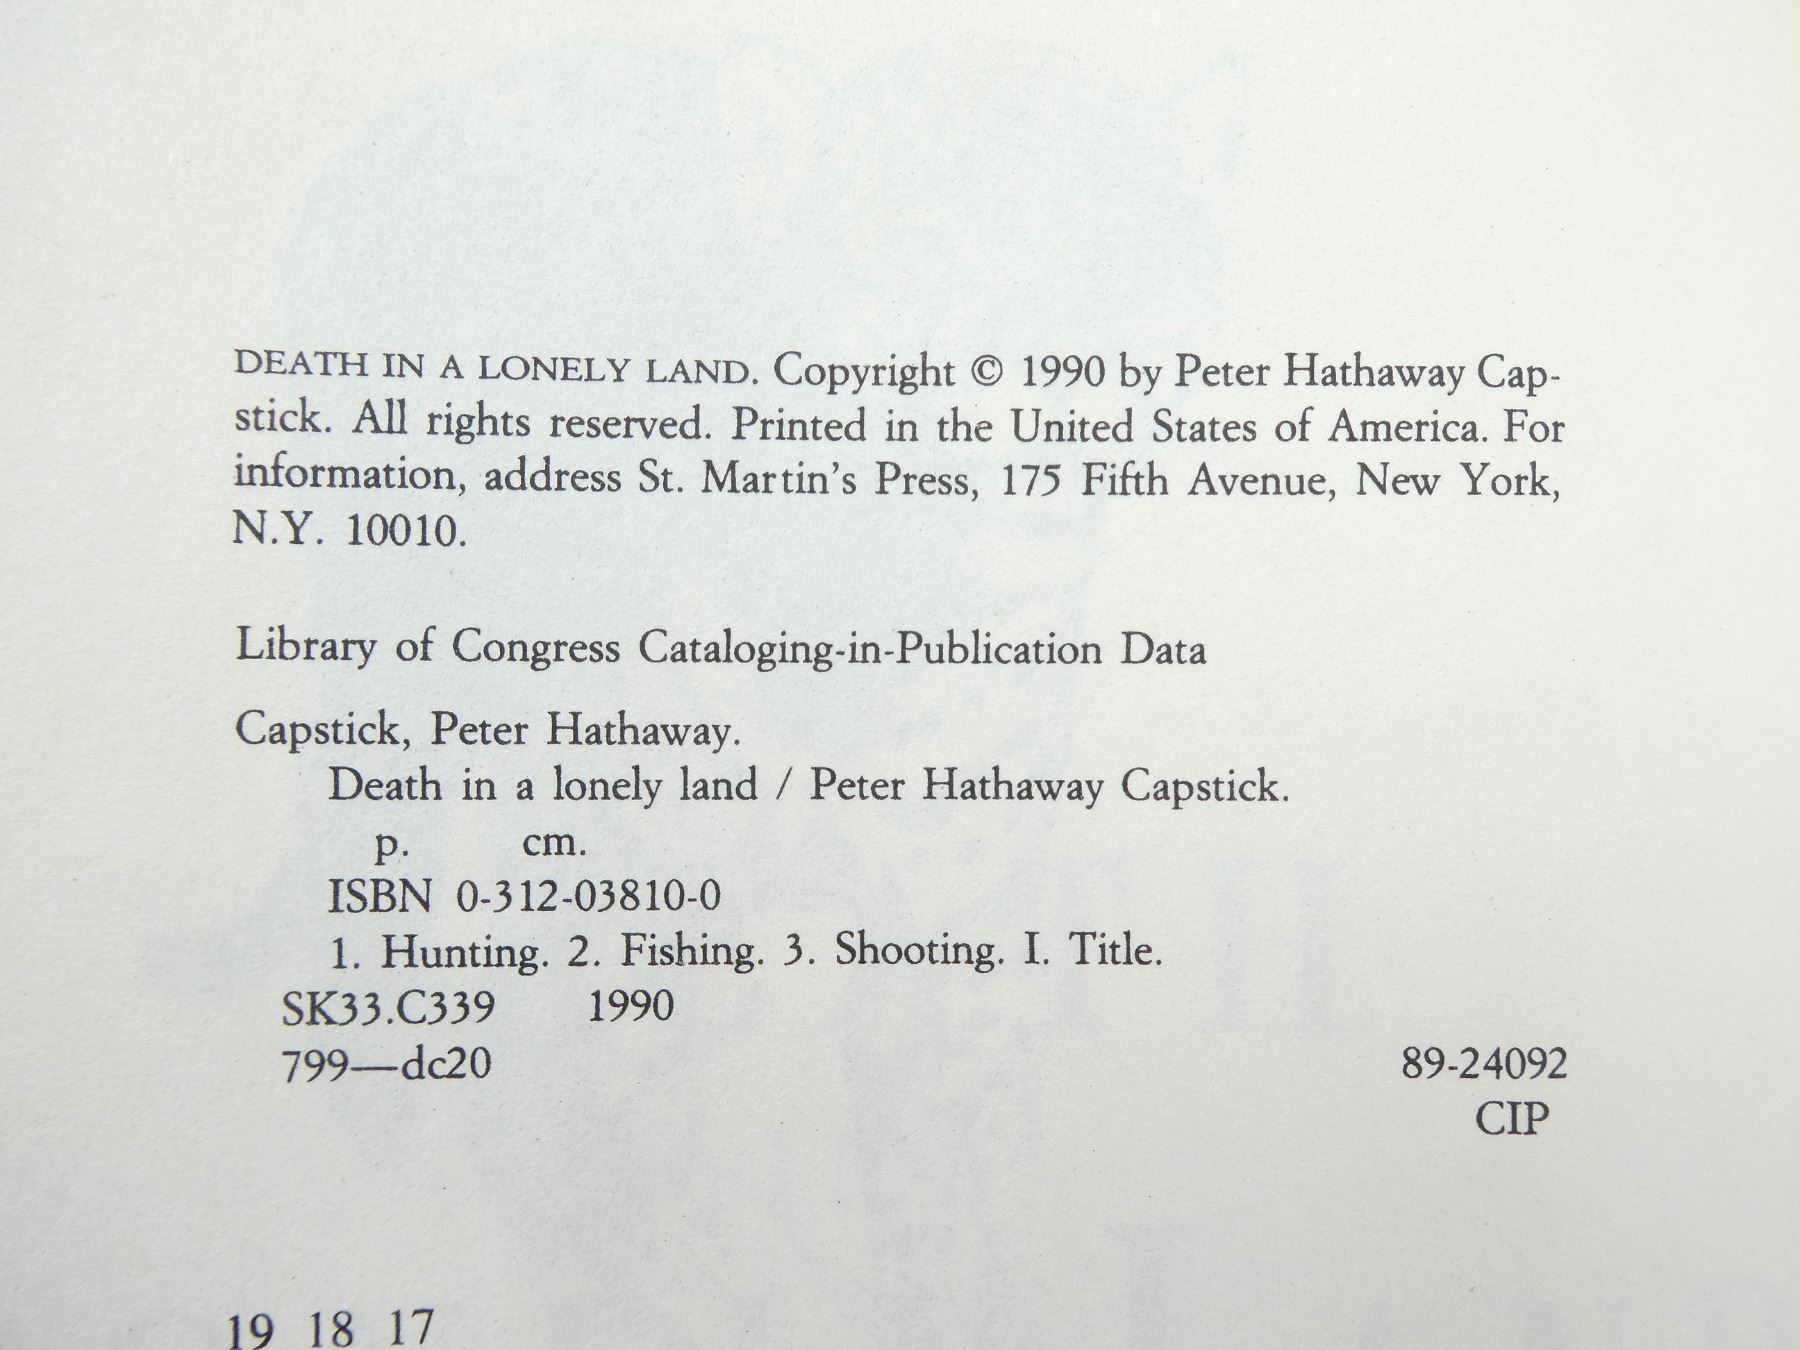 DEATH IN A LONELY LAND. Copyright © 1990 by Peter Hathaway Cap-
stick. All rights reserved. Printed in the United States of America. For
information, address St. Martin's Press, 175 Fifth Avenue, New York,
N.Y. 10010.
Library of Congress Cataloging-in-Publication Data
Capstick, Peter Hathaway.
Death in a lonely land / Peter Hathaway Capstick.
p. cm.
ISBN 0-312-03810-0
1. Hunting. 2. Fishing. 3. Shooting. I. Title.
SK33.C339 1990
799—dc20 89-24092
CIP
19 18 17